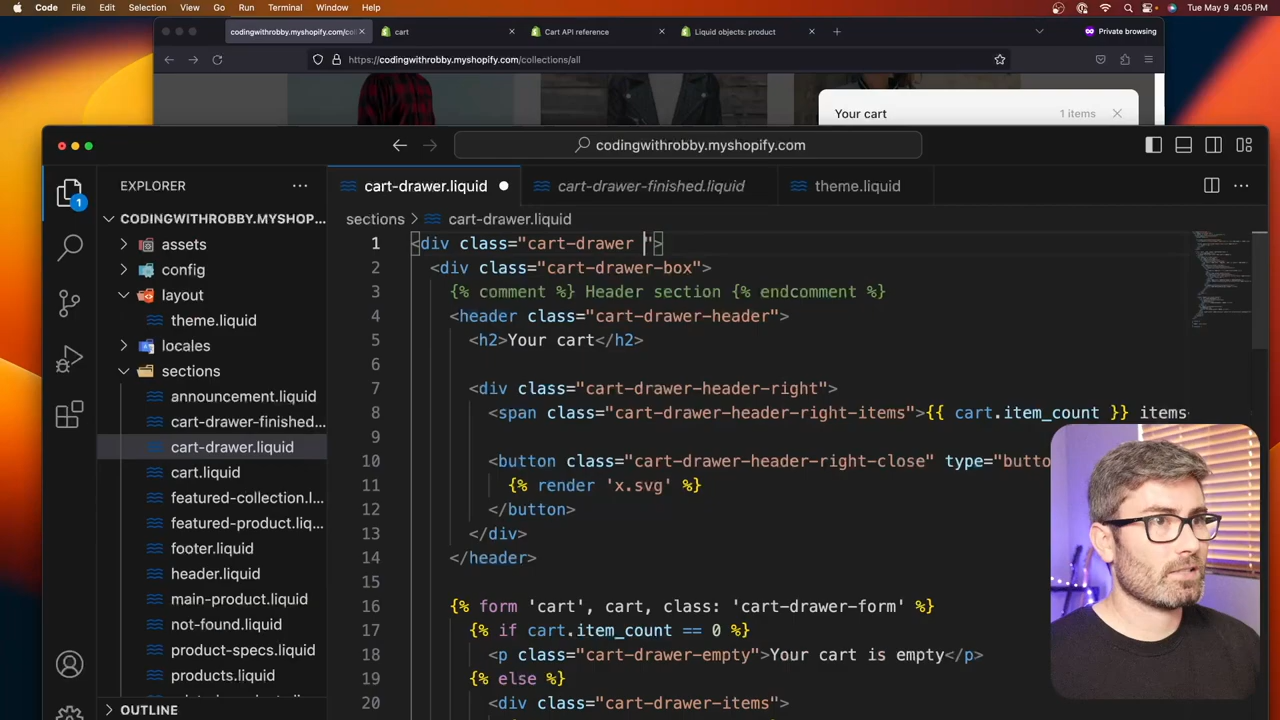 Code File Edit Selection View Go Run Terminal Window Help Tue May 9 4:05 PM
codingwithrobby.myshopify.com/coll cart Cart API reference Liquid objects: product Private browsing
https://codingwithrobby.myshopify.com/collections/all
Your cart 1 items
codingwithrobby.myshopify.com
EXPLORER
cart-drawer.liquid cart-drawer-finished.liquid theme.liquid
CODINGWITHROBBY.MYSHOP...
sections > cart-drawer.liquid
1
assets
config
layout
theme.liquid
locales
sections
announcement.liquid
cart-drawer-finished....
cart-drawer.liquid
cart.liquid
featured-collection.l...
featured-product.liq...
footer.liquid
header.liquid
main-product.liquid
not-found.liquid
product-specs.liquid
products.liquid
OUTLINE
1 <div class="cart-drawer ">
2 <div class="cart-drawer-box">
3 {% comment %} Header section {% endcomment %}
4 <header class="cart-drawer-header">
5 <h2>Your cart</h2>
6
7 <div class="cart-drawer-header-right">
8 <span class="cart-drawer-header-right-items">{{ cart.item_count }} items
9
10 <button class="cart-drawer-header-right-close" type="butto
11 {% render 'x.svg' %}
12 </button>
13 </div>
14 </header>
15
16 {% form 'cart', cart, class: 'cart-drawer-form' %}
17 {% if cart.item_count == 0 %}
18 <p class="cart-drawer-empty">Your cart is empty</p>
19 {% else %}
20 <div class="cart-drawer-items">